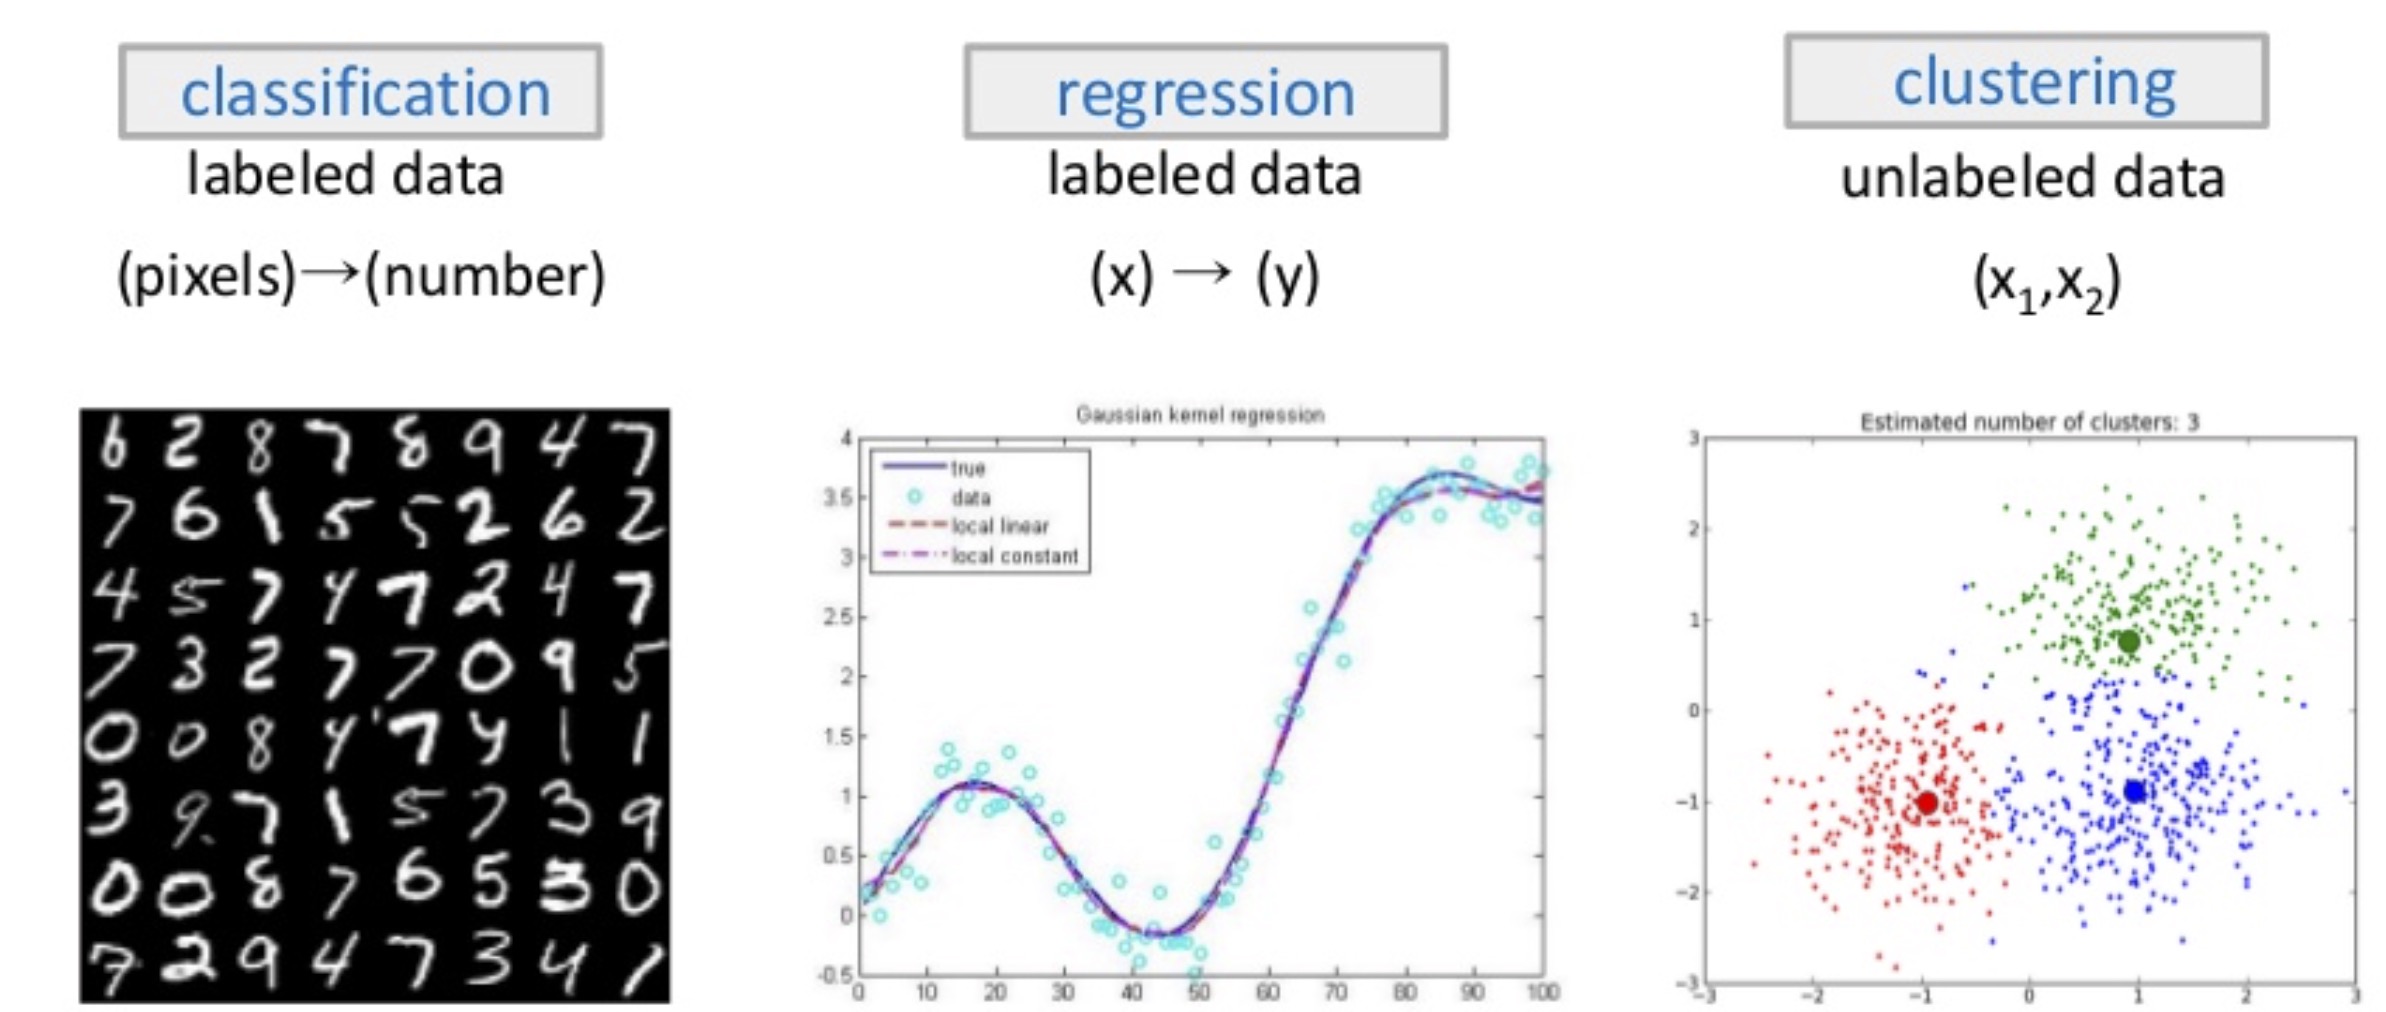 classification
labeled data
(pixels)→(number)
6 2 8 7 8 9 4 7
7 6 1 5 5 2 6 2
4 5 7 4 7 2 4 7
7 3 2 7 7 0 9 5
0 0 8 4 7 4 1 1
3 9 7 1 5 7 3 9
0 0 8 7 6 5 3 0
7 2 9 4 7 3 4 1
regression
labeled data
(x) → (y)
Gaussian kernel regression
true
data
local linear
local constant
4
3.5
3
2.5
2
1.5
1
0.5
0
-0.5
0 10 20 30 40 50 60 70 80 90 100
clustering
unlabeled data
(x₁,x₂)
Estimated number of clusters: 3
3
2
1
0
−1
−2
−3
−3 −2 −1 0 1 2 3